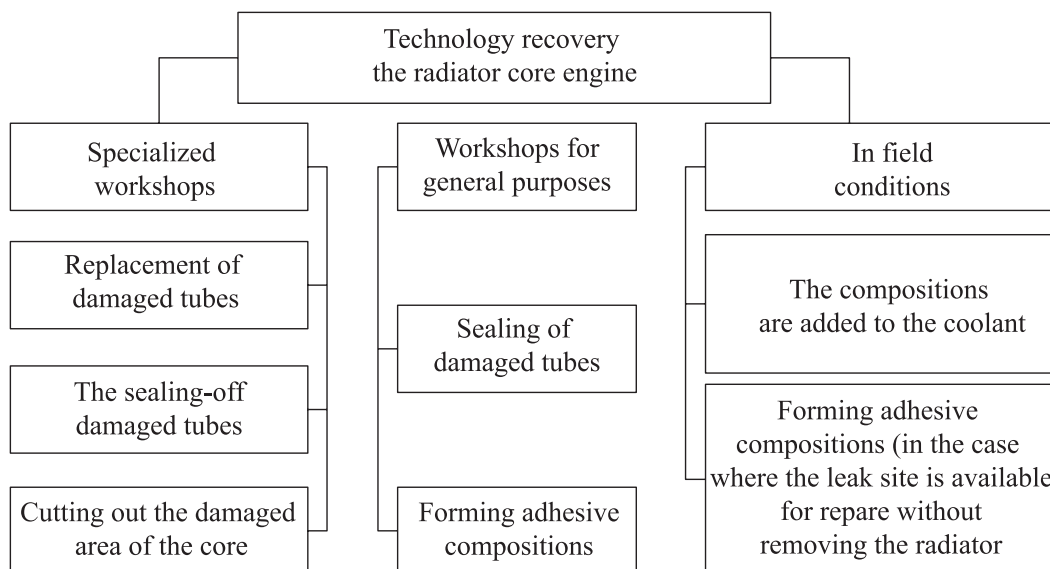 Technology recovery
the radiator core engine
Specialized
workshops
Replacement of
damaged tubes
The sealing-off
damaged tubes
Cutting out the damaged
area of the core
Workshops for
general purposes
Sealing of
damaged tubes
Forming adhesive
compositions
In field
conditions
The compositions
are added to the coolant
Forming adhesive
compositions (in the case
where the leak site is available
for repare without
removing the radiator